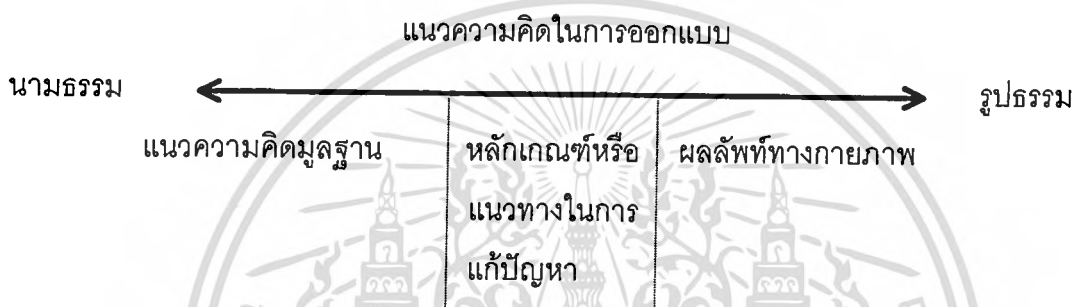 แนวความคิดในการออกแบบ
นามธรรม
รูปธรรม
แนวความคิดมูลฐาน
หลักเกณฑ์หรือ
แนวทางในการ
แก้ปัญหา
ผลลัพท์ทางกายภาพ